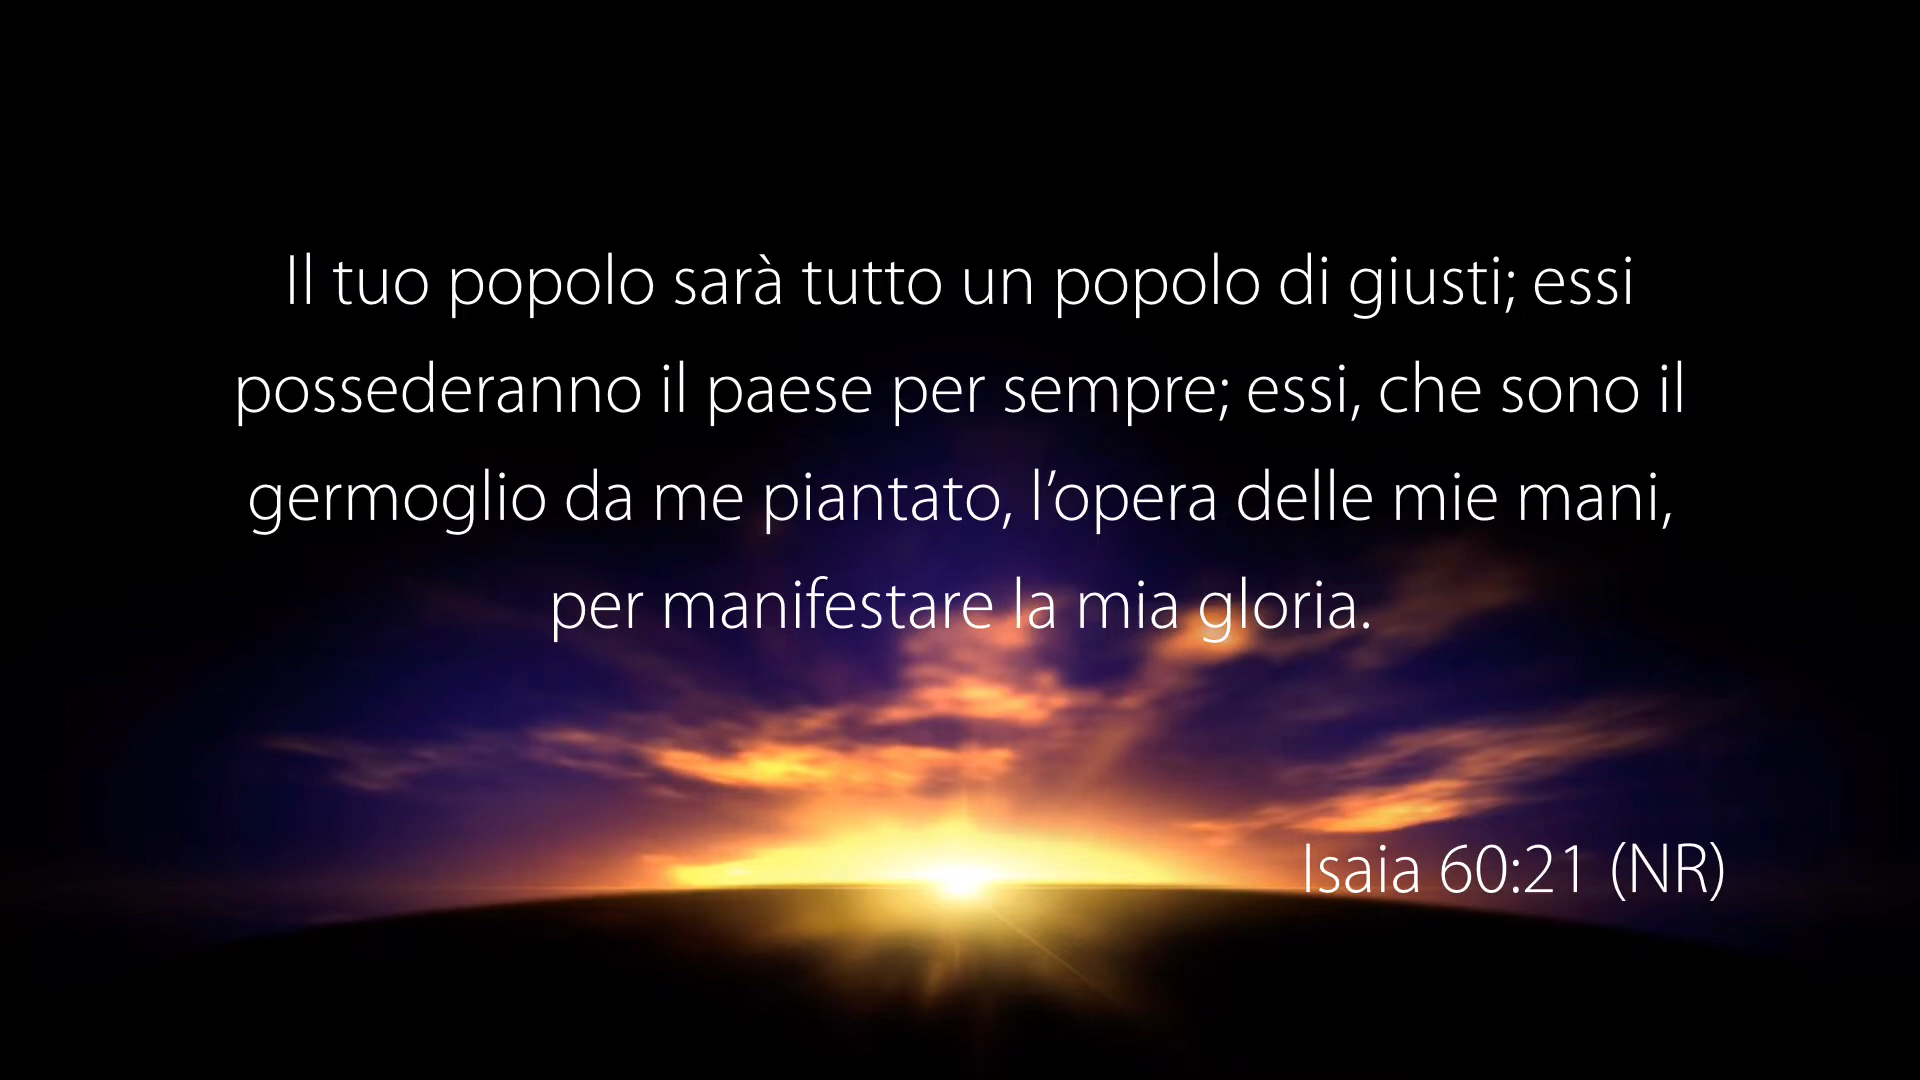 Il tuo popolo sarà tutto un popolo di giusti; essi
possederanno il paese per sempre; essi, che sono il
germoglio da me piantato, l’opera delle mie mani,
per manifestare la mia gloria.
Isaia 60:21 (NR)